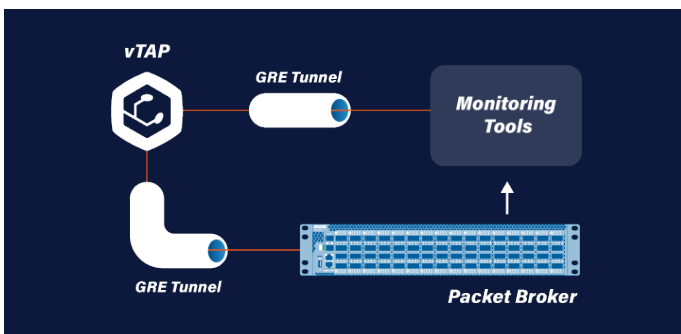 vTAP
GRE Tunnel
Monitoring
Tools
GRE Tunnel
Packet Broker